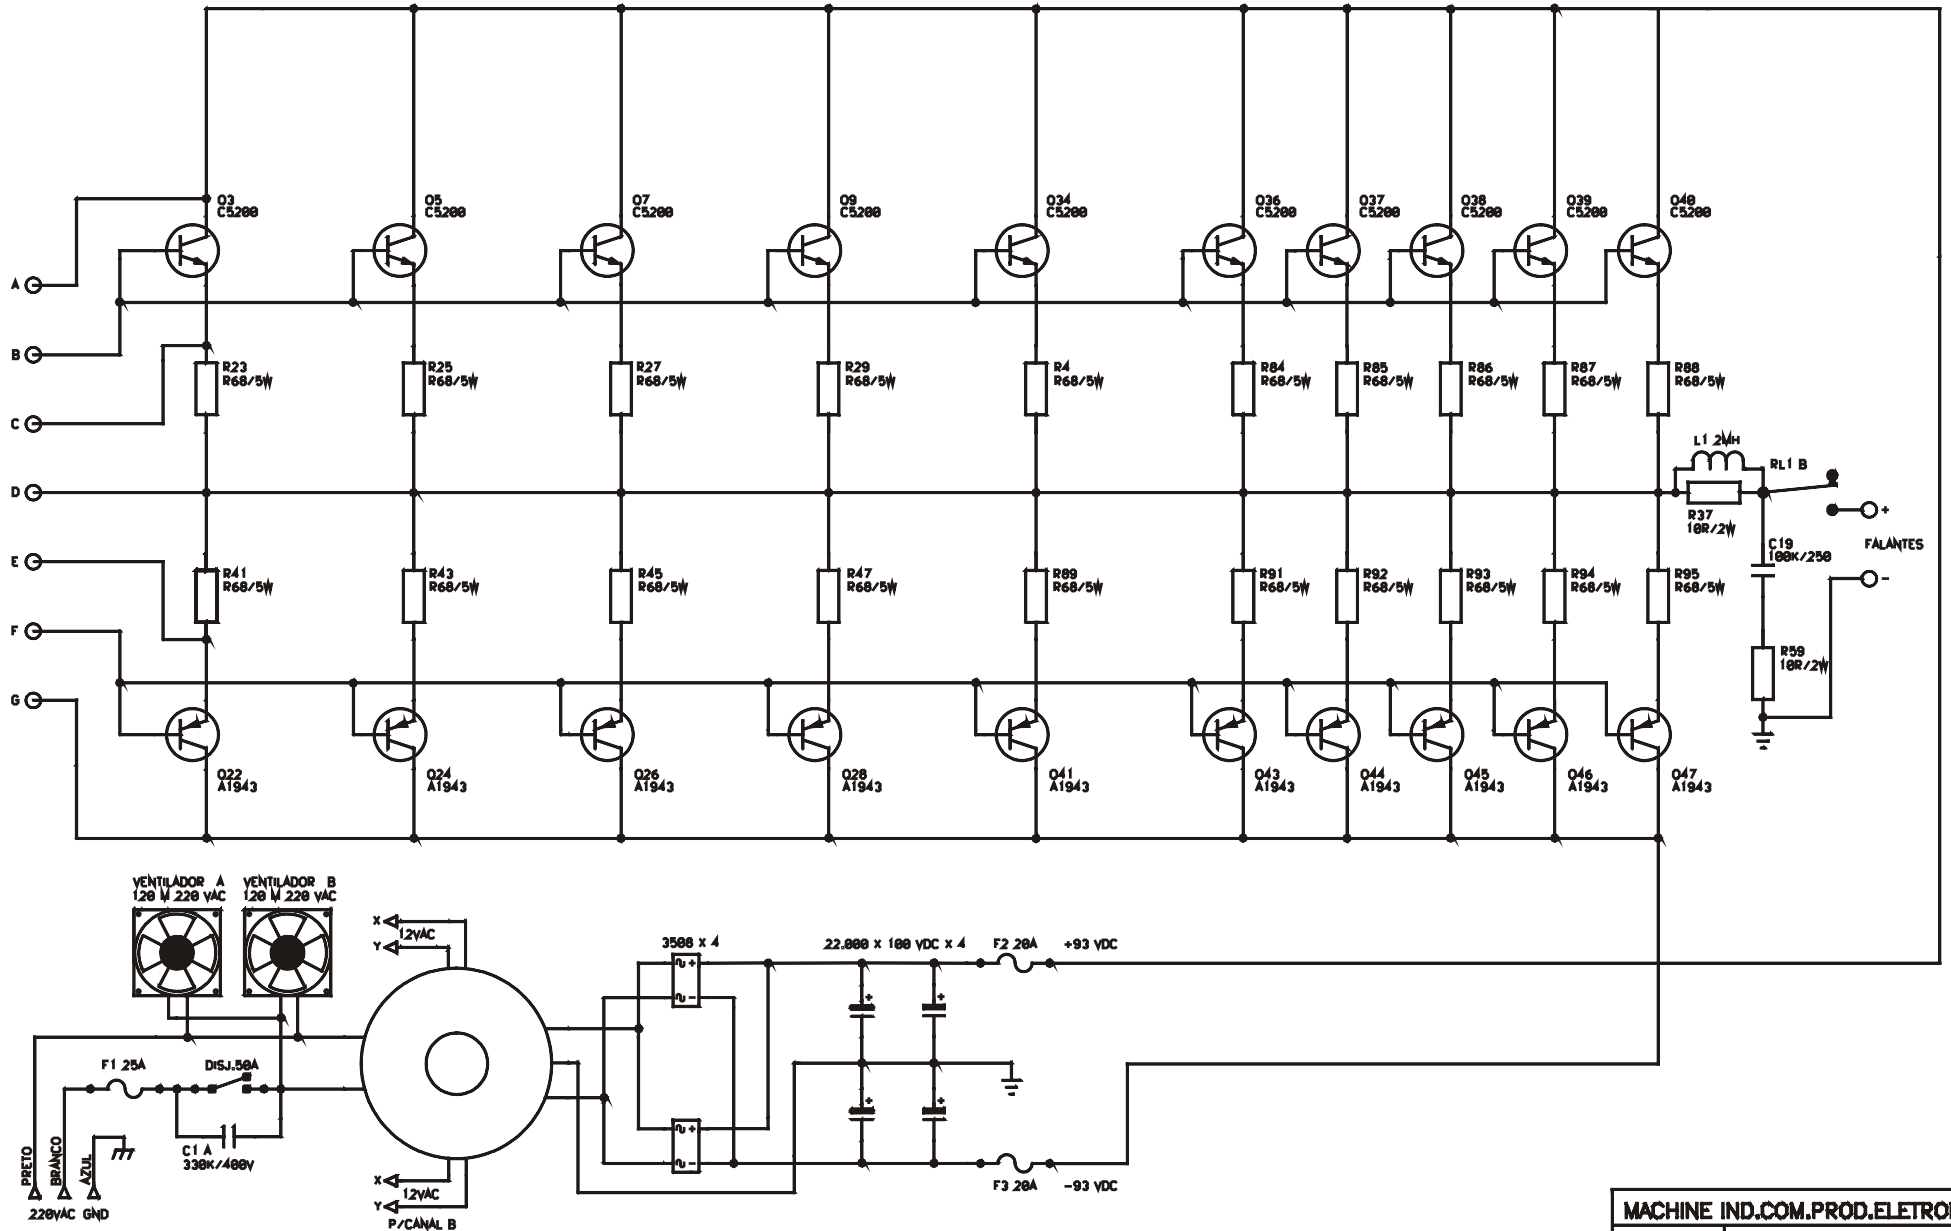 Q3
C5200
Q5
C5200
Q7
C5200
Q9
C5200
Q34
C5200
Q36
C5200
Q37
C5200
Q38
C5200
Q39
C5200
Q40
C5200
A
B
C
D
E
F
G
R23
R68/5W
R25
R68/5W
R27
R68/5W
R29
R68/5W
R4
R68/5W
R84
R68/5W
R85
R68/5W
R86
R68/5W
R87
R68/5W
R88
R68/5W
L1 2MH
RL1 B
R37
10R/2W
+
C19
100K/250
FALANTES
-
R41
R68/5W
R43
R68/5W
R45
R68/5W
R47
R68/5W
R89
R68/5W
R91
R68/5W
R92
R68/5W
R93
R68/5W
R94
R68/5W
R95
R68/5W
R59
10R/2W
Q22
A1943
Q24
A1943
Q26
A1943
Q28
A1943
Q41
A1943
Q43
A1943
Q44
A1943
Q45
A1943
Q46
A1943
Q47
A1943
VENTILADOR A
120 M 220 VAC
VENTILADOR B
120 M 220 VAC
X
12VAC
Y
3508 X 4
22.000 X 100 VDC X 4
F2 20A
+93 VDC
F1 25A
DISJ.50A
C1 A
330K/400V
PRETO
BRANCO
AZUL
220VAC GND
X
12VAC
Y
P/CANAL B
F3 20A
-93 VDC
MACHINE IND.COM.PROD.ELETRO